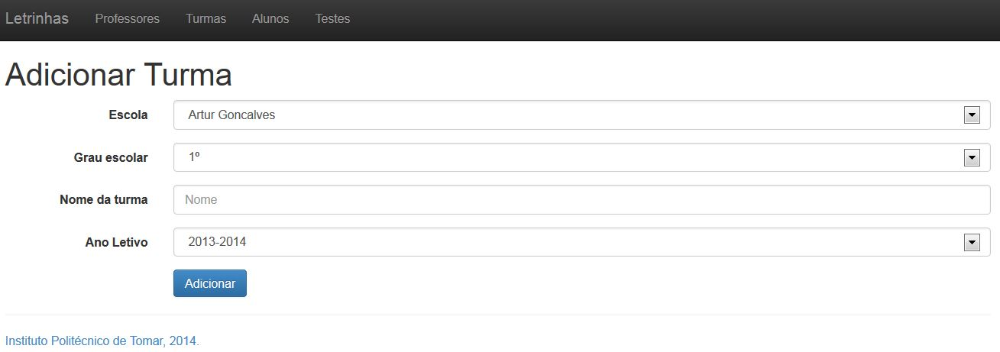 Letrinhas Professores Turmas Alunos Testes
Adicionar Turma
Escola Artur Goncalves
Grau escolar 1º
Nome da turma Nome
Ano Letivo 2013-2014
Adicionar
Instituto Politécnico de Tomar, 2014.